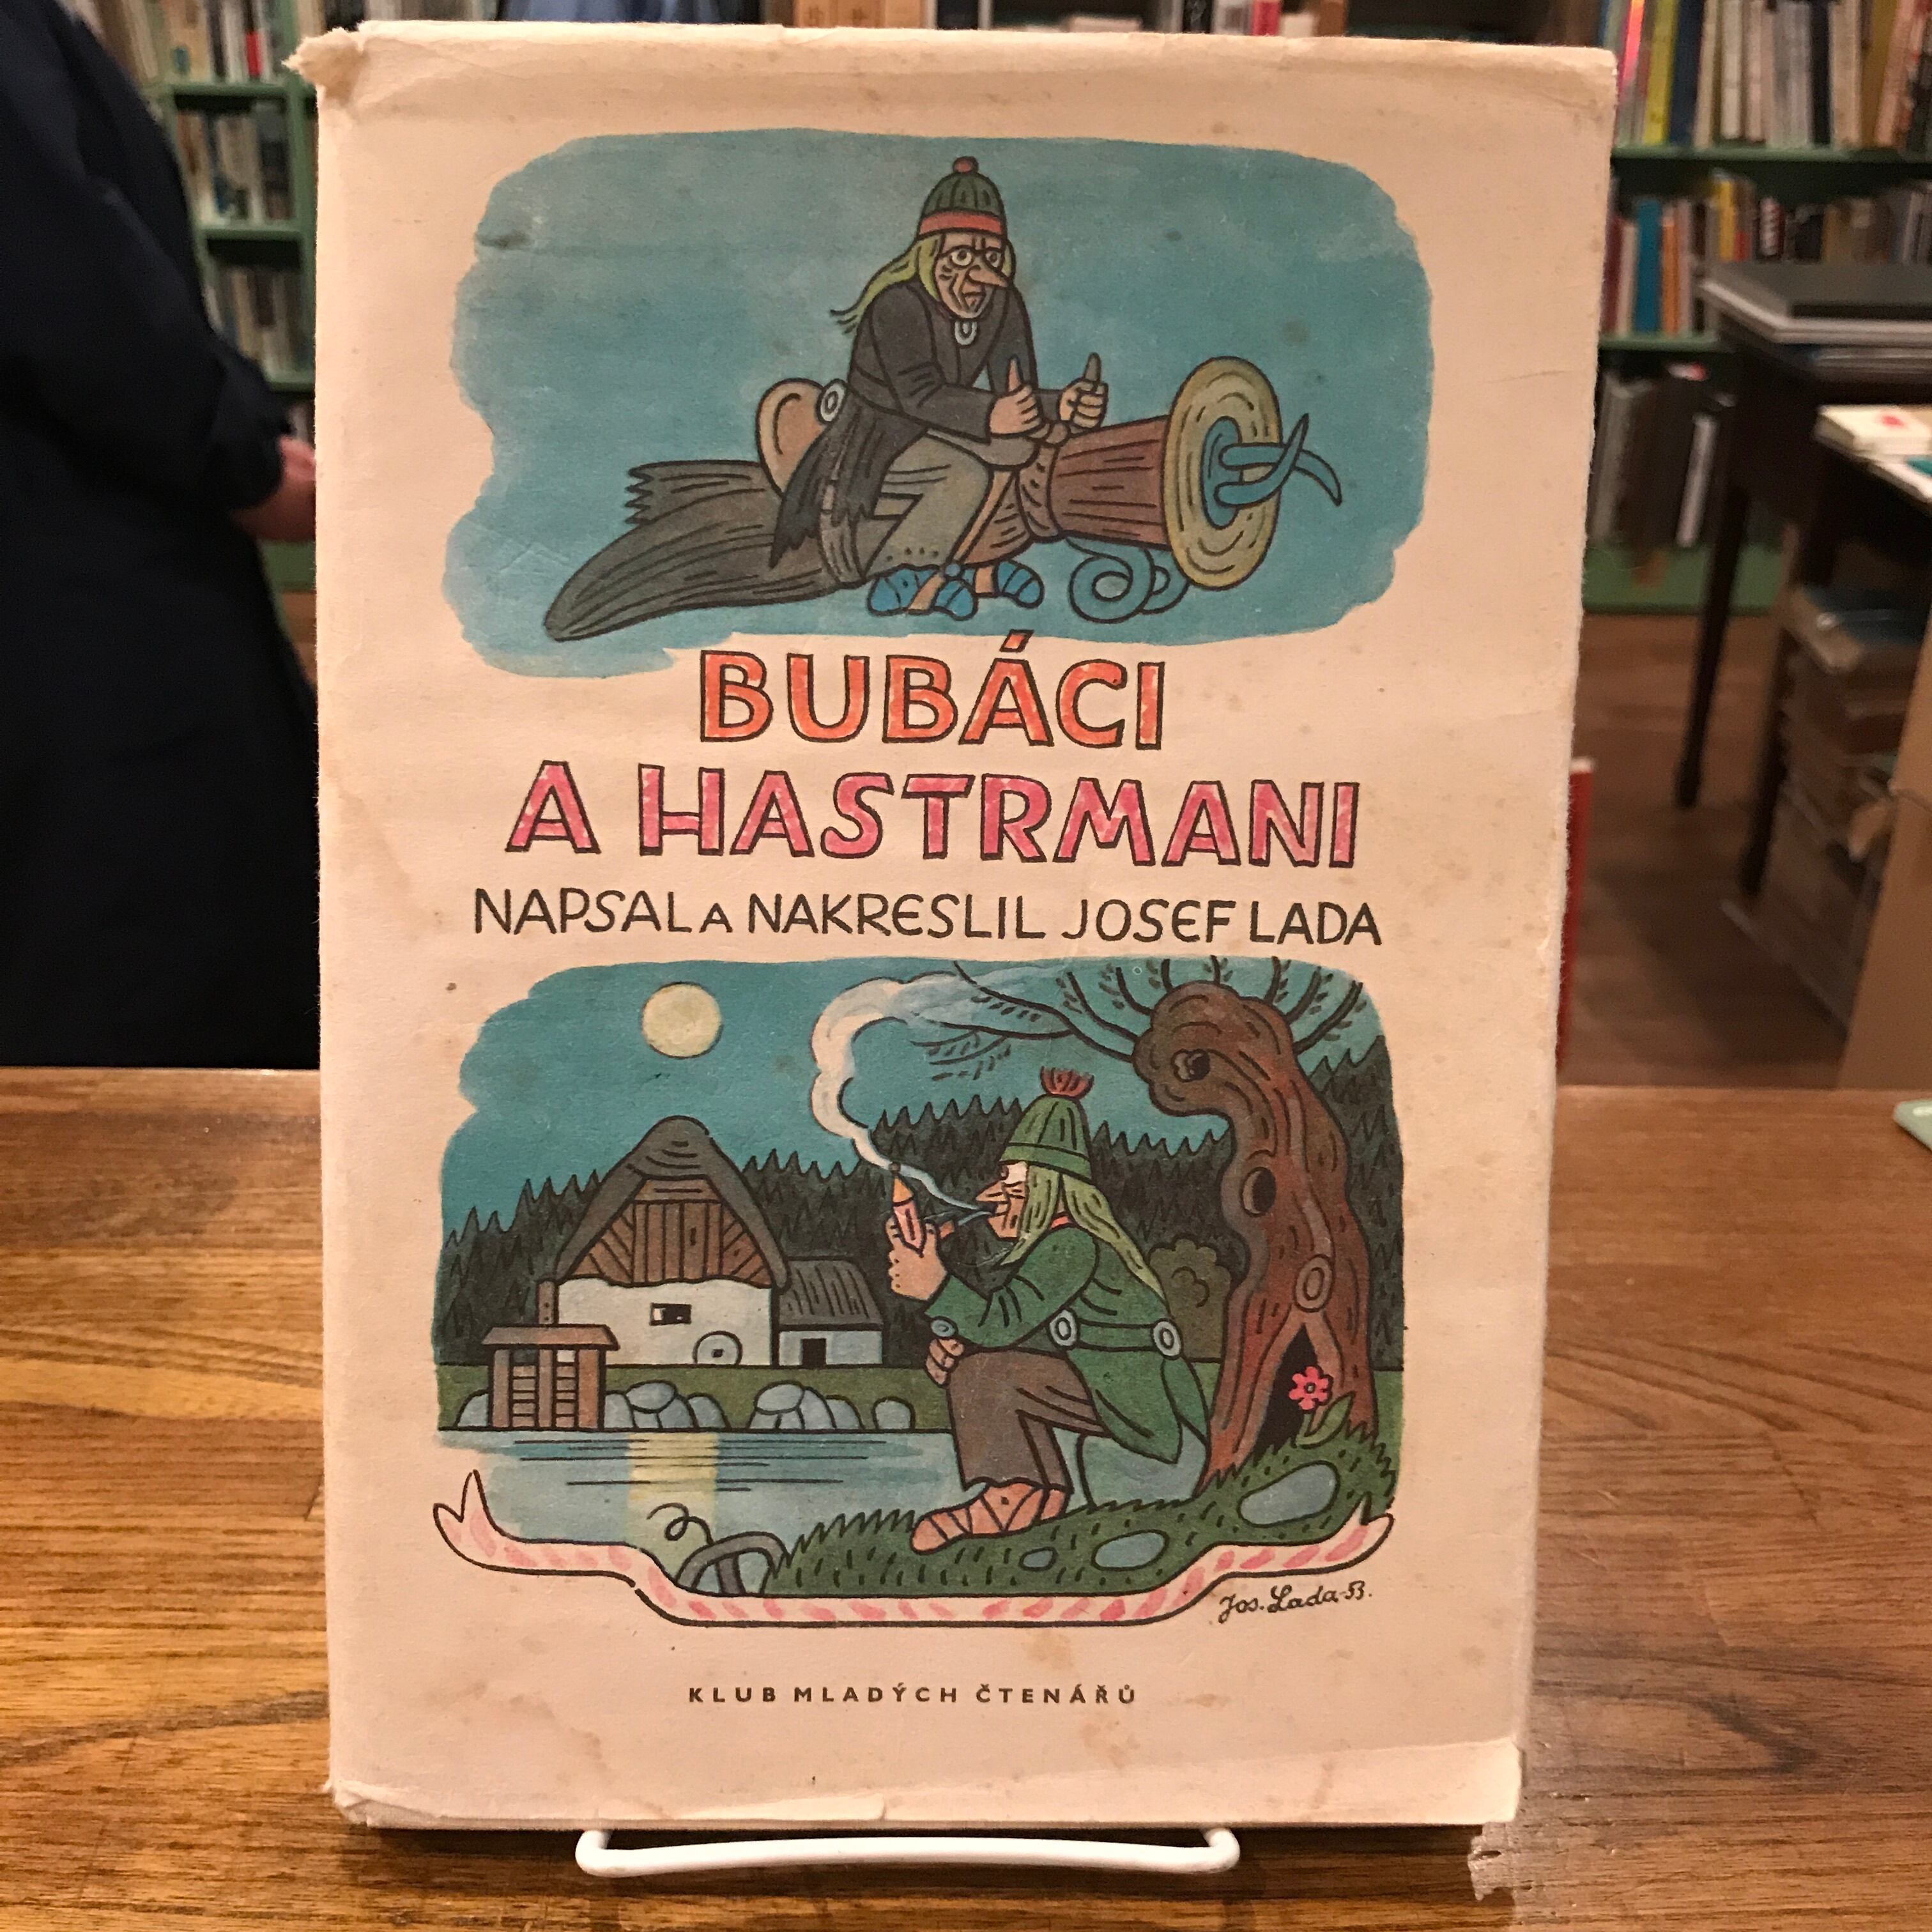 BUBÁCI
A HASTRMANI
NAPSAL A NAKRESLIL JOSEF LADA
Jos. Lada-53.
KLUB MLADÝCH ČTENÁŘŮ